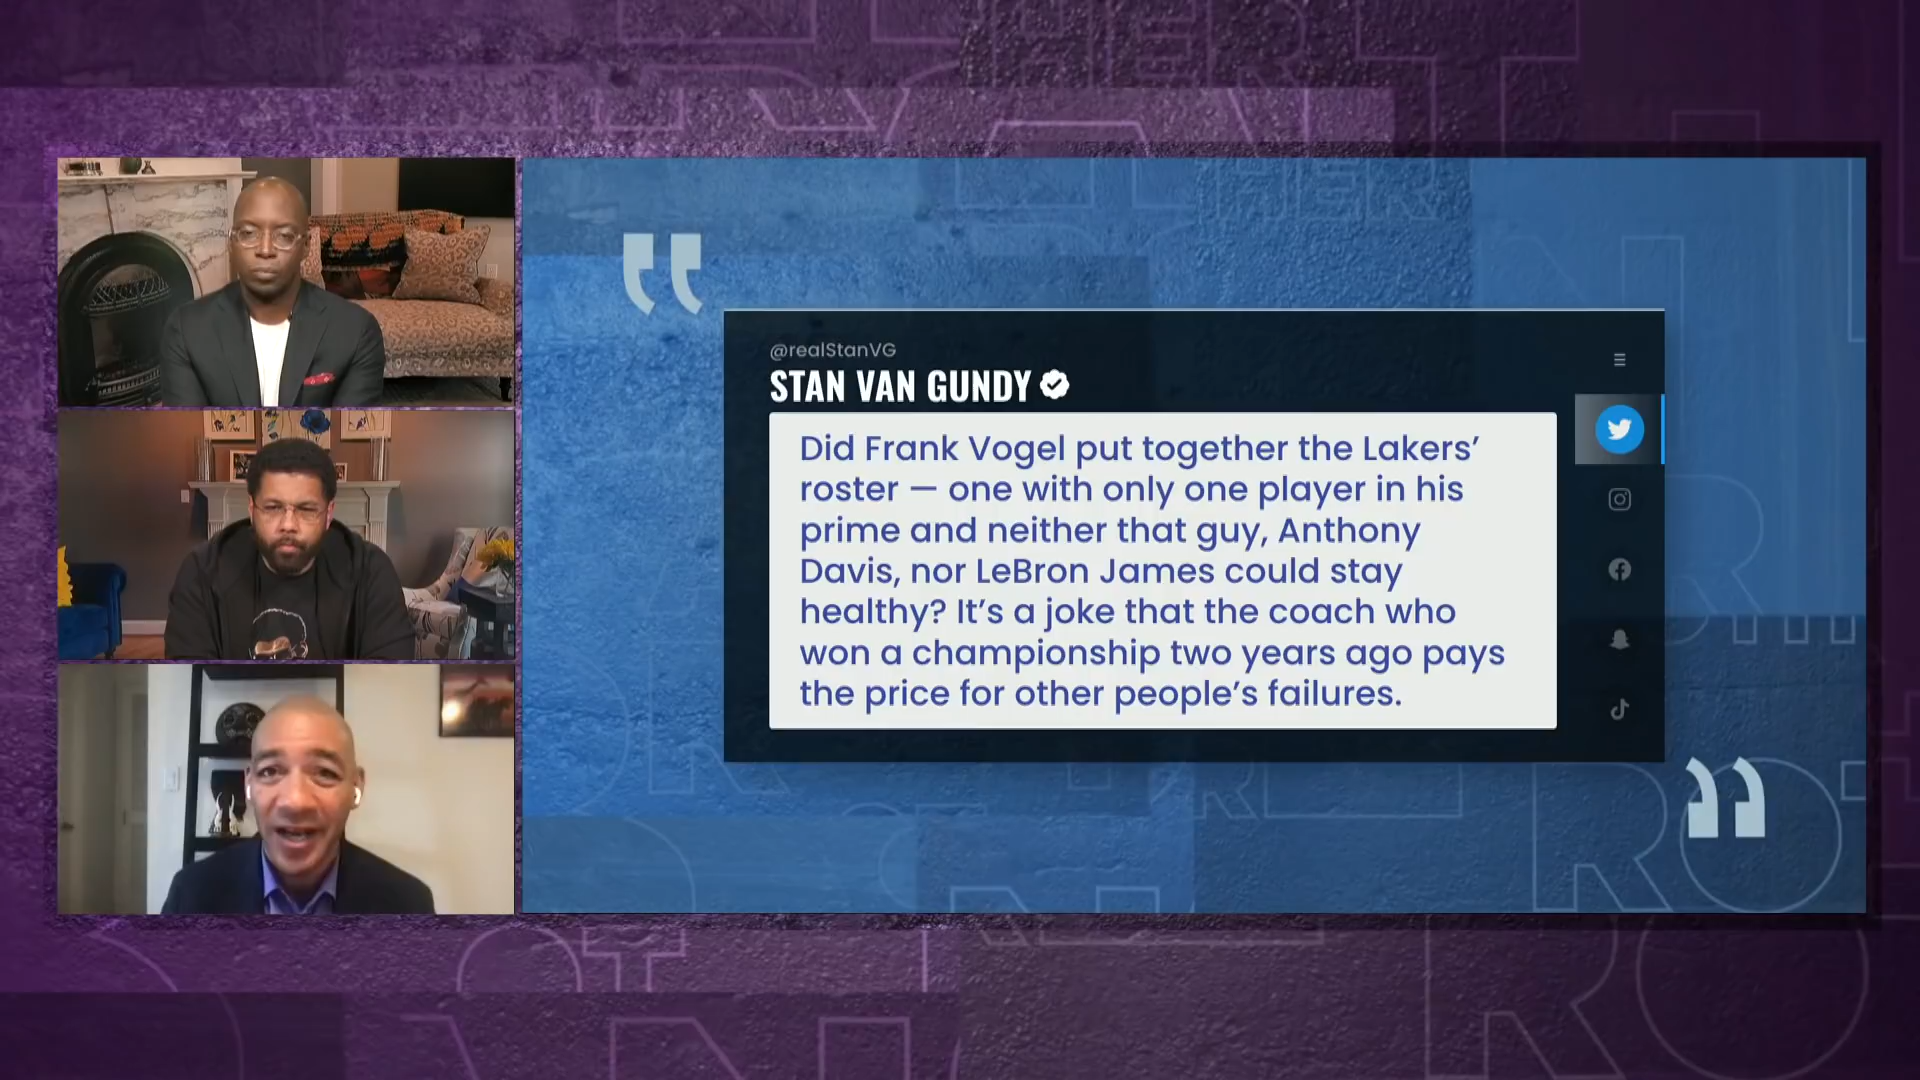 @realStanVG
STAN VAN GUNDY
Did Frank Vogel put together the Lakers’
roster — one with only one player in his
prime and neither that guy, Anthony
Davis, nor LeBron James could stay
healthy? It’s a joke that the coach who
won a championship two years ago pays
the price for other people’s failures.